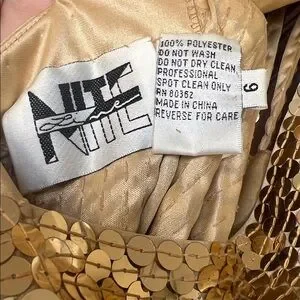 NITE
Line
100% POLYESTER
DO NOT WASH
DO NOT DRY CLEAN
PROFESSIONAL
SPOT CLEAN ONLY
RN 80352
MADE IN CHINA
REVERSE FOR CARE
6